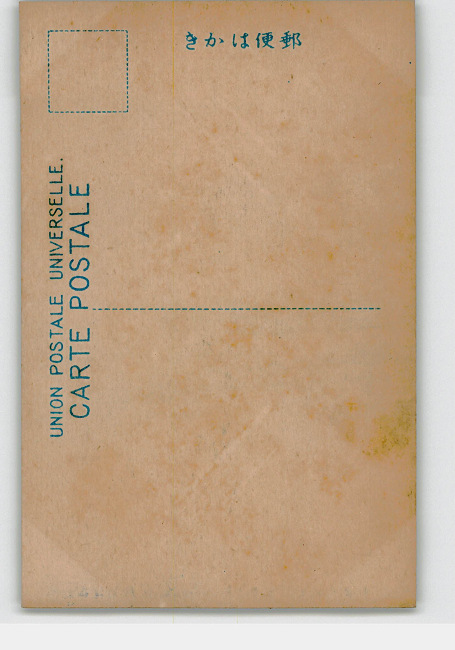 郵便はかき
UNION POSTALE UNIVERSELLE.
CARTE POSTALE